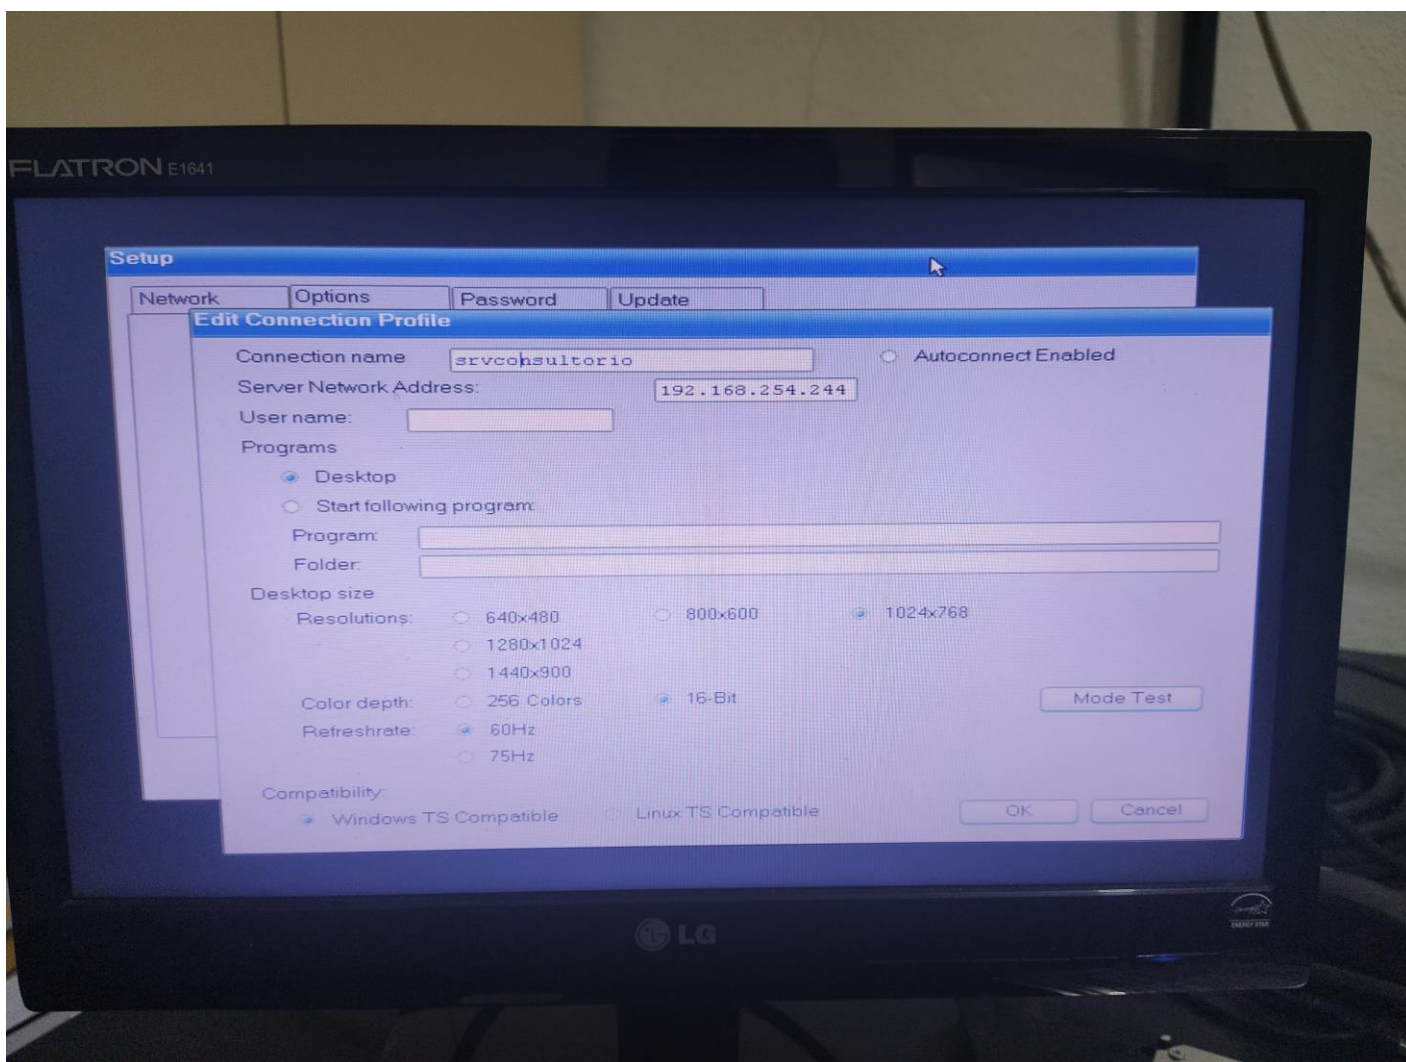 FLATRON E1641
Setup
Network Options Password Update
Edit Connection Profile
Connection name srvconsultorio Autoconnect Enabled
Server Network Address: 192.168.254.244
User name:
Programs
Desktop
Start following program:
Program:
Folder:
Desktop size
Resolutions: 640x480 800x600 1024x768
1280x1024
1440x900
Color depth: 256 Colors 16-Bit Mode Test
Refreshrate: 60Hz
75Hz
Compatibility:
Windows TS Compatible Linux TS Compatible OK Cancel
LG
ENERGY STAR